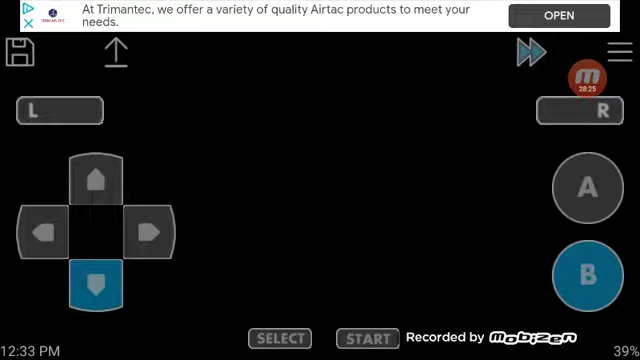 At Trimantec, we offer a variety of quality Airtac products to meet your
needs.
OPEN
28:25
L
R
A
B
SELECT
START
Recorded by MOBIZEN
12:33 PM
39%